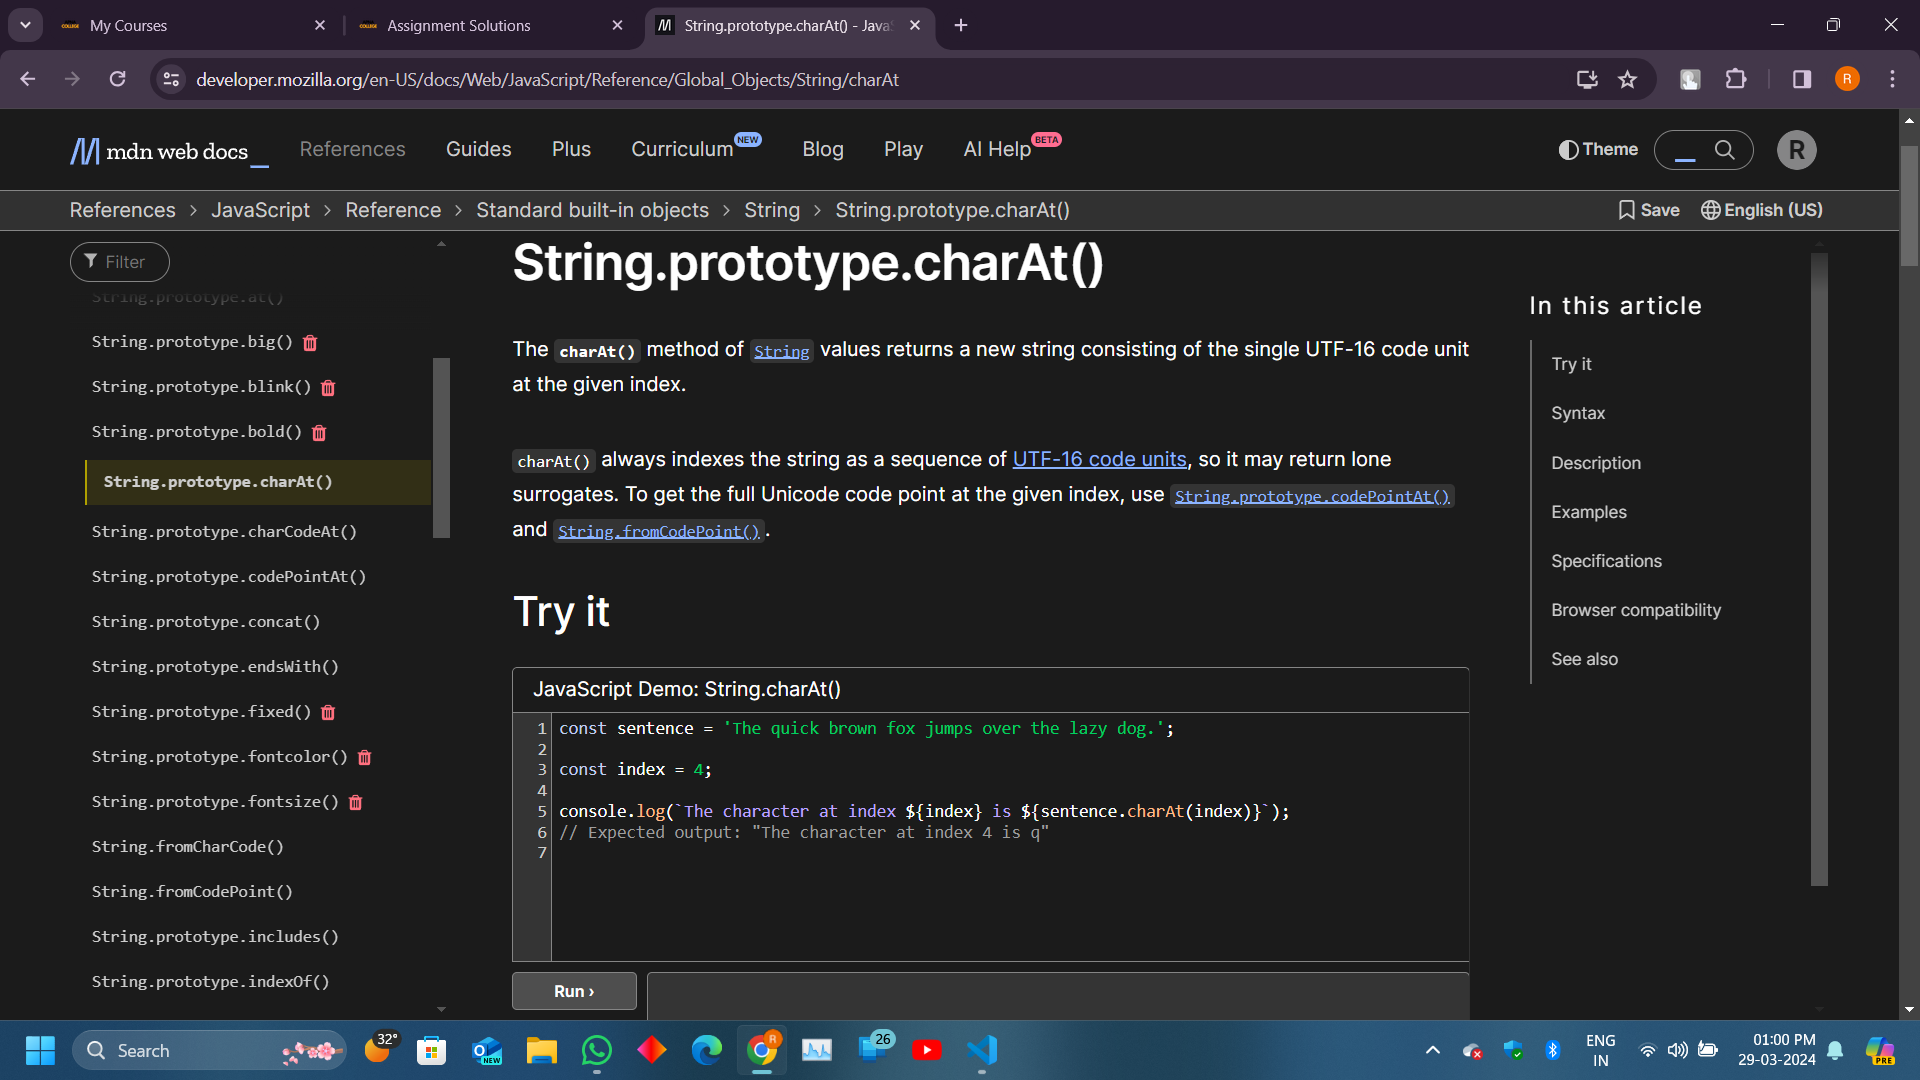 My Courses
Assignment Solutions
String.prototype.charAt() - Java
developer.mozilla.org/en-US/docs/Web/JavaScript/Reference/Global_Objects/String/charAt
R
mdn web docs_
References
Guides
Plus
Curriculum NEW
Blog
Play
AI Help BETA
Theme
R
References > JavaScript > Reference > Standard built-in objects > String > String.prototype.charAt()
Save
English (US)
Filter
String.prototype.at()
String.prototype.big()
String.prototype.blink()
String.prototype.bold()
String.prototype.charAt()
String.prototype.charCodeAt()
String.prototype.codePointAt()
String.prototype.concat()
String.prototype.endsWith()
String.prototype.fixed()
String.prototype.fontcolor()
String.prototype.fontsize()
String.fromCharCode()
String.fromCodePoint()
String.prototype.includes()
String.prototype.indexOf()
String.prototype.charAt()
The charAt() method of String values returns a new string consisting of the single UTF-16 code unit
at the given index.
charAt() always indexes the string as a sequence of UTF-16 code units, so it may return lone
surrogates. To get the full Unicode code point at the given index, use String.prototype.codePointAt()
and String.fromCodePoint().
Try it
JavaScript Demo: String.charAt()
1 const sentence = 'The quick brown fox jumps over the lazy dog.';
2
3 const index = 4;
4
5 console.log(`The character at index ${index} is ${sentence.charAt(index)}`);
6 // Expected output: "The character at index 4 is q"
7
Run ›
In this article
Try it
Syntax
Description
Examples
Specifications
Browser compatibility
See also
Search
32°
NEW
R
26
ENG
IN
01:00 PM
29-03-2024
PRE